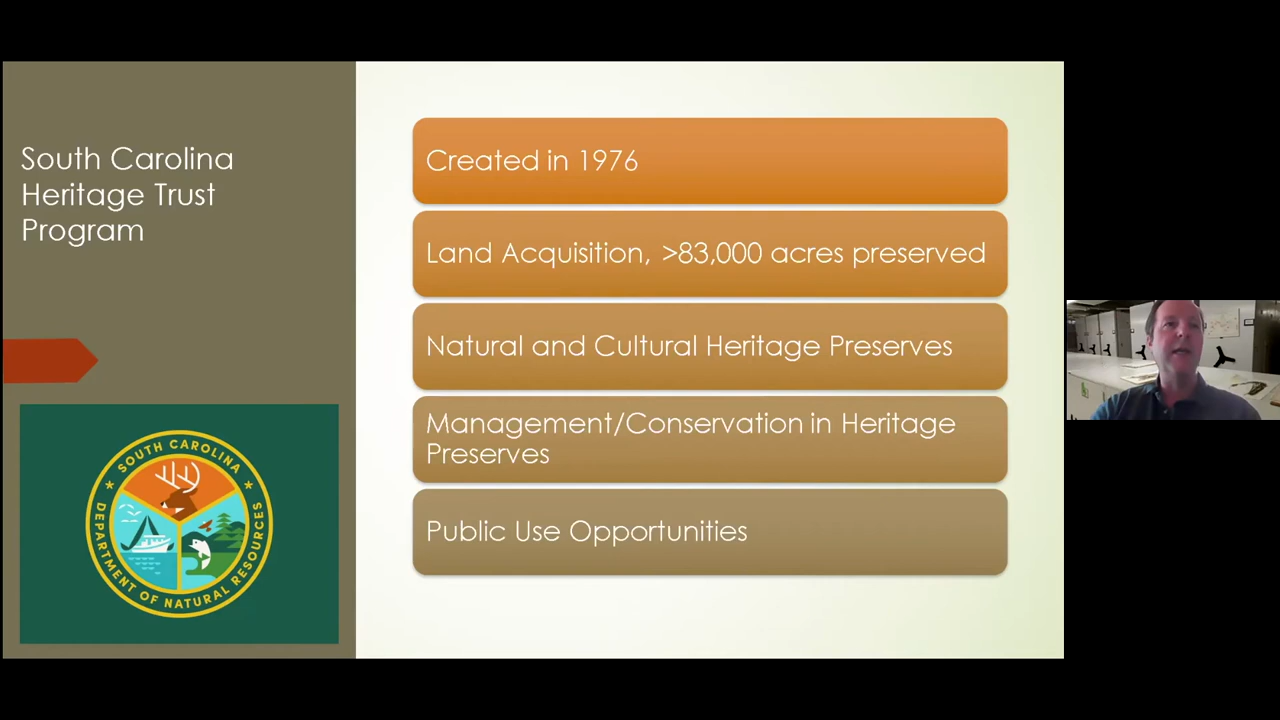 South Carolina
Heritage Trust
Program
SOUTH CAROLINA
DEPARTMENT OF NATURAL RESOURCES
Created in 1976
Land Acquisition, >83,000 acres preserved
Natural and Cultural Heritage Preserves
Management/Conservation in Heritage
Preserves
Public Use Opportunities